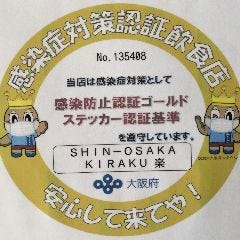 感染症対策認証飲食店
No.135408
当店は感染症対策として
感染防止認証ゴールド
ステッカー認証基準
を遵守しています。
SHIN-OSAKA
KIRAKU 楽
大阪府
安心して来てや!